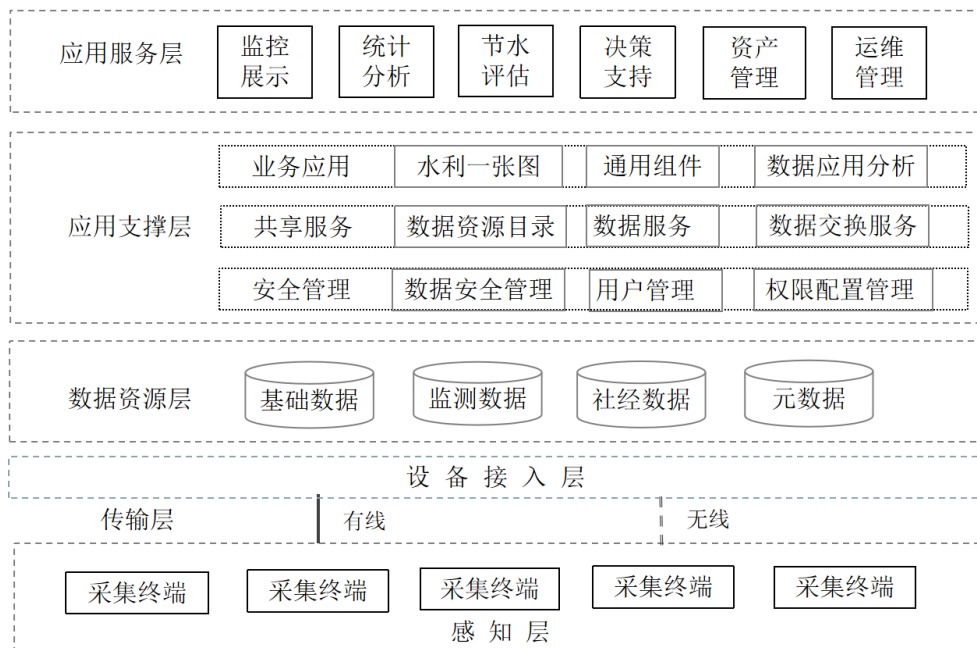 应用服务层
监控
展示
统计
分析
节水
评估
决策
支持
资产
管理
运维
管理
应用支撑层
业务应用
水利一张图
通用组件
数据应用分析
共享服务
数据资源目录
数据服务
数据交换服务
安全管理
数据安全管理
用户管理
权限配置管理
数据资源层
基础数据
监测数据
社经数据
元数据
设备接入层
传输层
有线
无线
采集终端
采集终端
采集终端
采集终端
采集终端
感知层